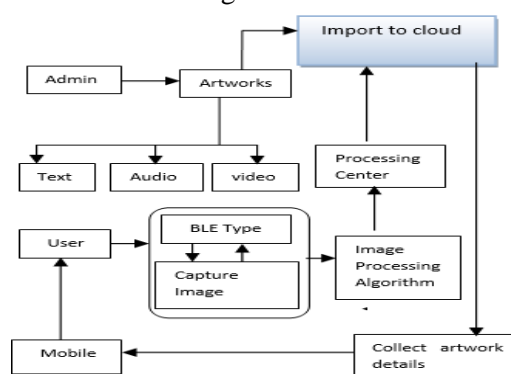 Import to cloud
Admin
Artworks
Text
Audio
video
Processing
Center
User
BLE Type
Capture
Image
Image
Processing
Algorithm
Mobile
Collect artwork
details